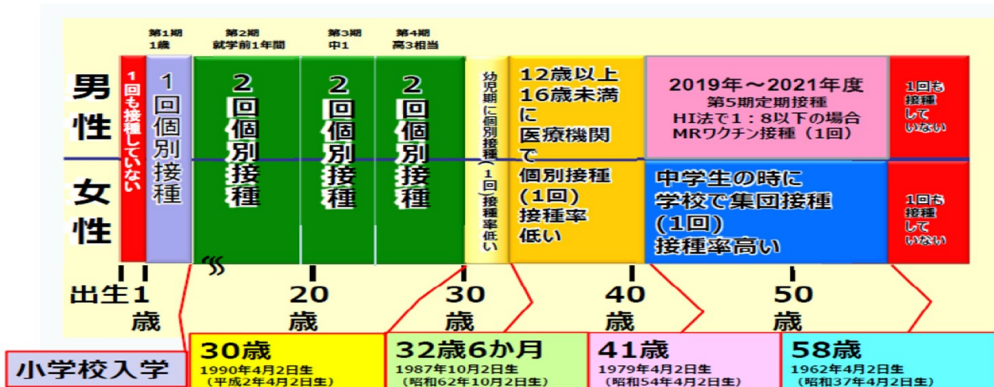 第1期
1歳
第2期
就学前1年間
第3期
中1
第4期
高3相当
男性
女性
1回も接種していない
1回個別接種
2回個別接種
2回個別接種
2回個別接種
幼児期に個別接種(1回)接種率低い
12歳以上
16歳未満
に
医療機関
で
個別接種
(1回)
接種率
低い
2019年～2021年度
第5期定期接種
HI法で1：8以下の場合
MRワクチン接種（1回）
中学生の時に
学校で集団接種
(1回)
接種率高い
1回も
接種
して
いない
1回も
接種
して
いない
出生1歳
20歳
30歳
40歳
50歳
小学校入学
30歳
1990年4月2日生
（平成2年4月2日生）
32歳6か月
1987年10月2日生
（昭和62年10月2日生）
41歳
1979年4月2日生
（昭和54年4月2日生）
58歳
1962年4月2日生
（昭和37年4月2日生）